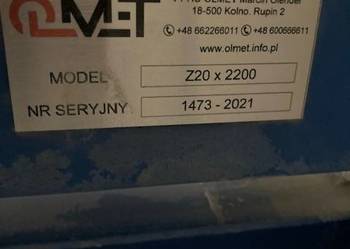 OLMET
18-500 Kolno. Rupin 2
+48 662266011 +48 600666611
www.olmet.info.pl
MODEL Z20 x 2200
NR SERYJNY 1473 - 2021